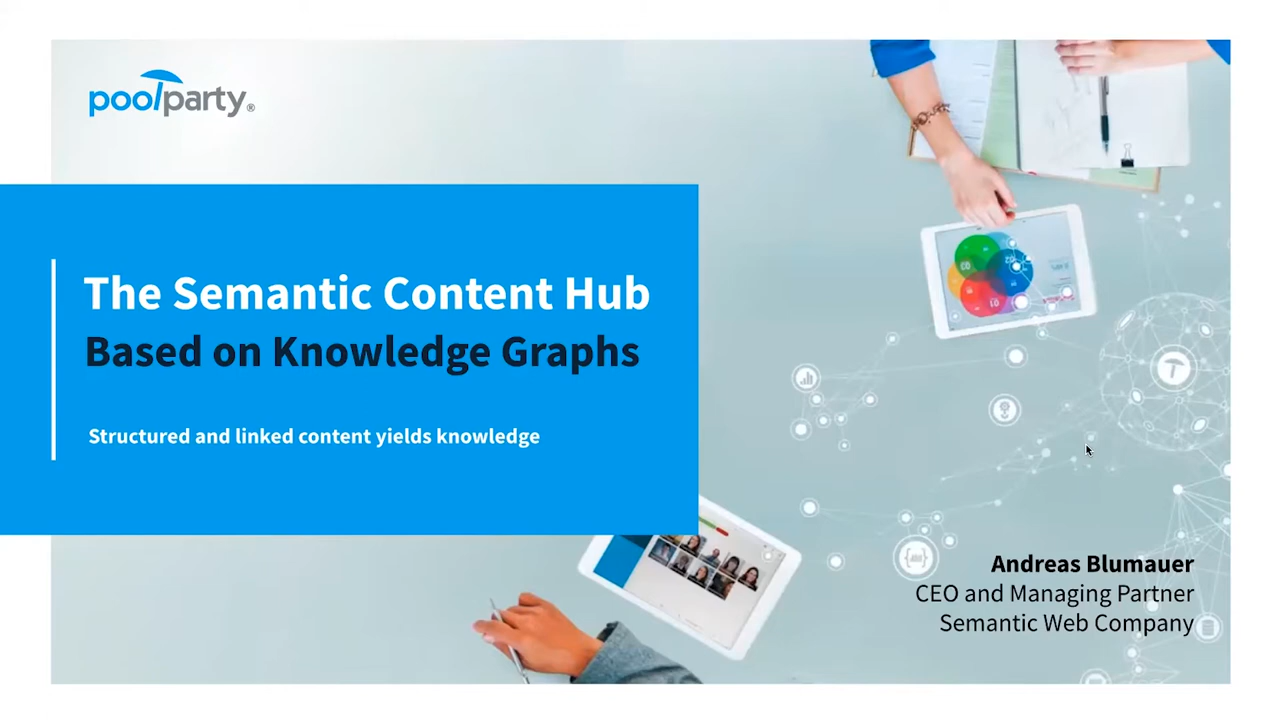 poolparty®
The Semantic Content Hub
Based on Knowledge Graphs
Structured and linked content yields knowledge
Andreas Blumauer
CEO and Managing Partner
Semantic Web Company